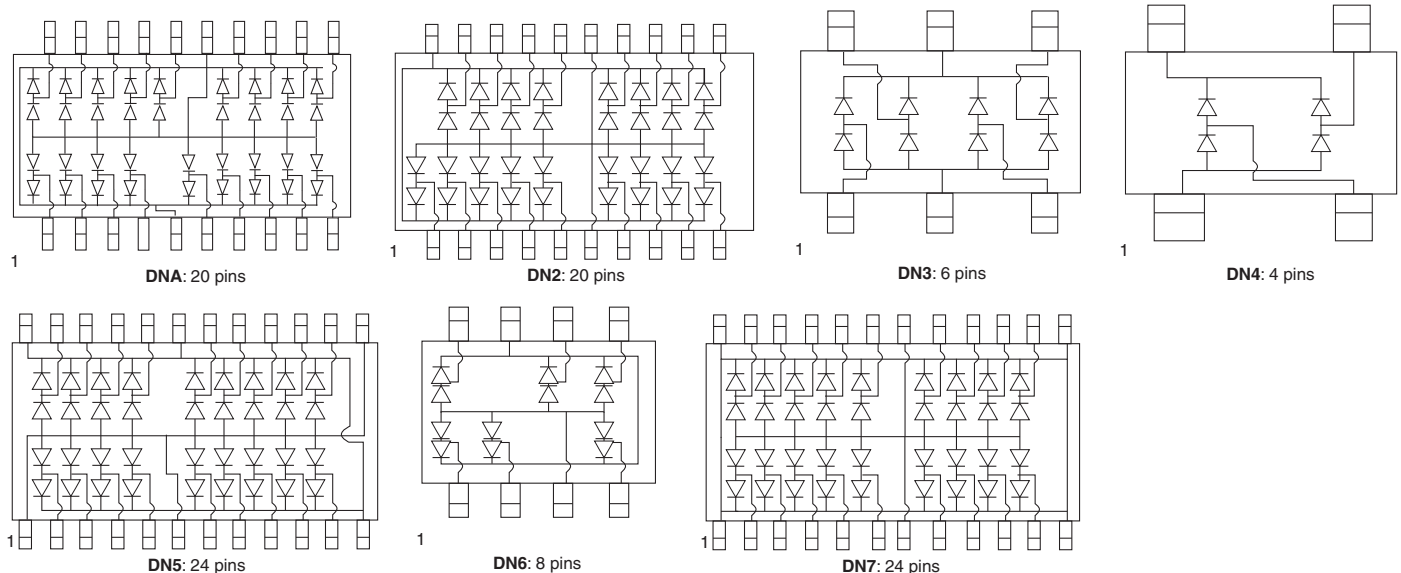 1
DNA: 20 pins
1
DN2: 20 pins
1
DN3: 6 pins
1
DN4: 4 pins
1
DN5: 24 pins
1
DN6: 8 pins
1
DN7: 24 pins